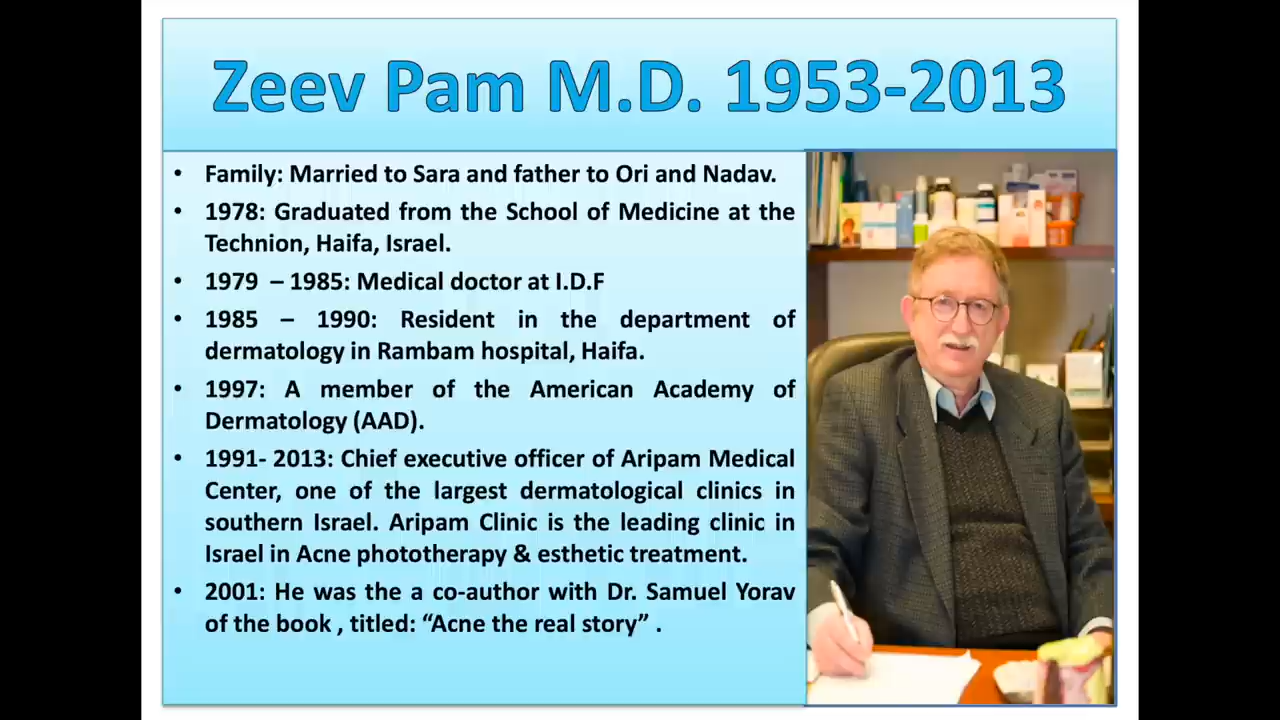 Zeev Pam M.D. 1953-2013
• Family: Married to Sara and father to Ori and Nadav.
• 1978: Graduated from the School of Medicine at the
Technion, Haifa, Israel.
• 1979 – 1985: Medical doctor at I.D.F
• 1985 – 1990: Resident in the department of
dermatology in Rambam hospital, Haifa.
• 1997: A member of the American Academy of
Dermatology (AAD).
• 1991- 2013: Chief executive officer of Aripam Medical
Center, one of the largest dermatological clinics in
southern Israel. Aripam Clinic is the leading clinic in
Israel in Acne phototherapy & esthetic treatment.
• 2001: He was the a co-author with Dr. Samuel Yorav
of the book , titled: “Acne the real story” .